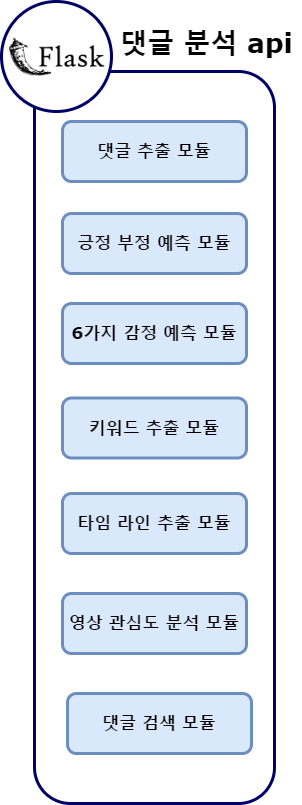 Flask
댓글 분석 api
댓글 추출 모듈
긍정 부정 예측 모듈
6가지 감정 예측 모듈
키워드 추출 모듈
타임 라인 추출 모듈
영상 관심도 분석 모듈
댓글 검색 모듈